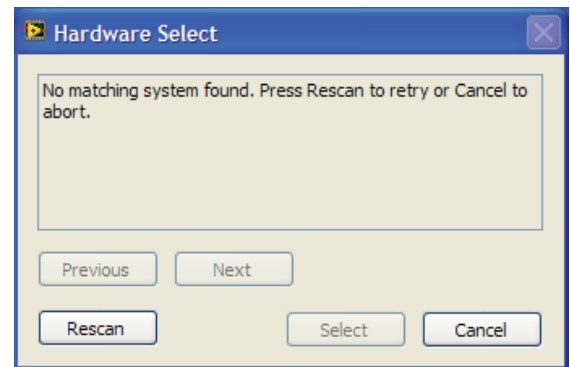 Hardware Select
No matching system found. Press Rescan to retry or Cancel to
abort.
Previous Next
Rescan Select Cancel